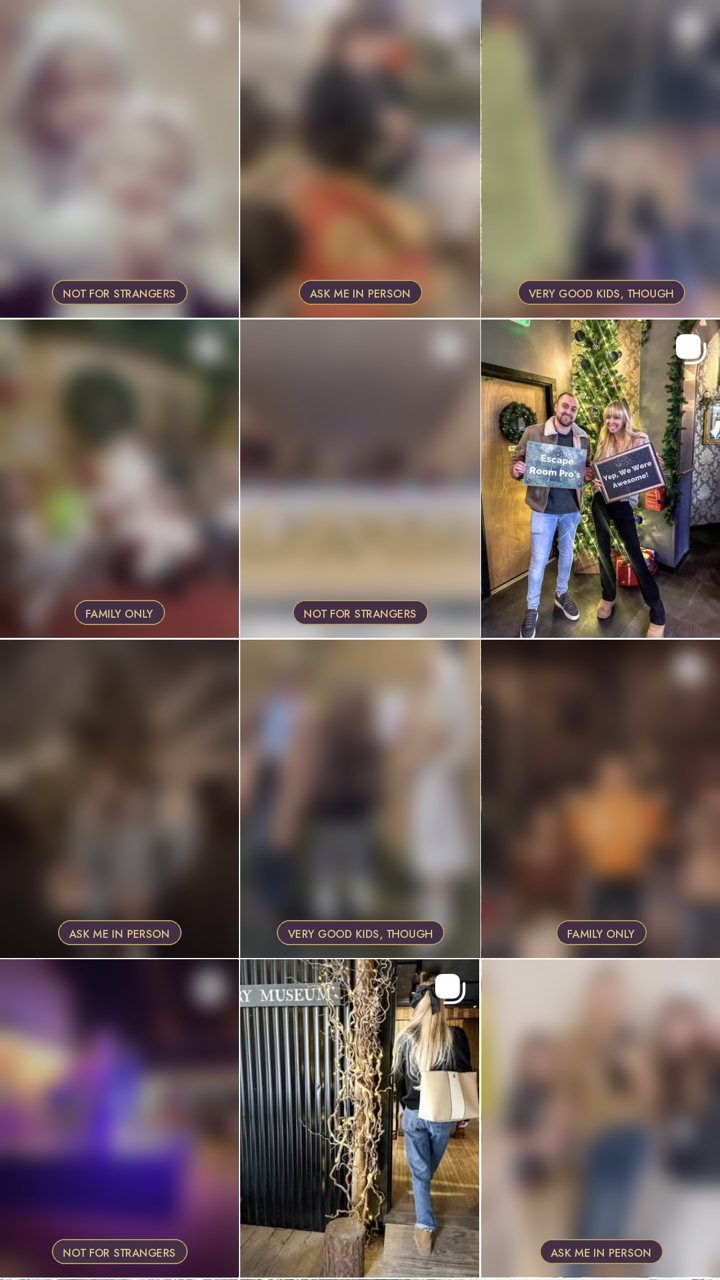 NOT FOR STRANGERS
ASK ME IN PERSON
VERY GOOD KIDS, THOUGH
FAMILY ONLY
NOT FOR STRANGERS
Escape
Room Pro's
Yep, We Were
Awesome!
ASK ME IN PERSON
VERY GOOD KIDS, THOUGH
FAMILY ONLY
NOT FOR STRANGERS
RY MUSEUM
ASK ME IN PERSON